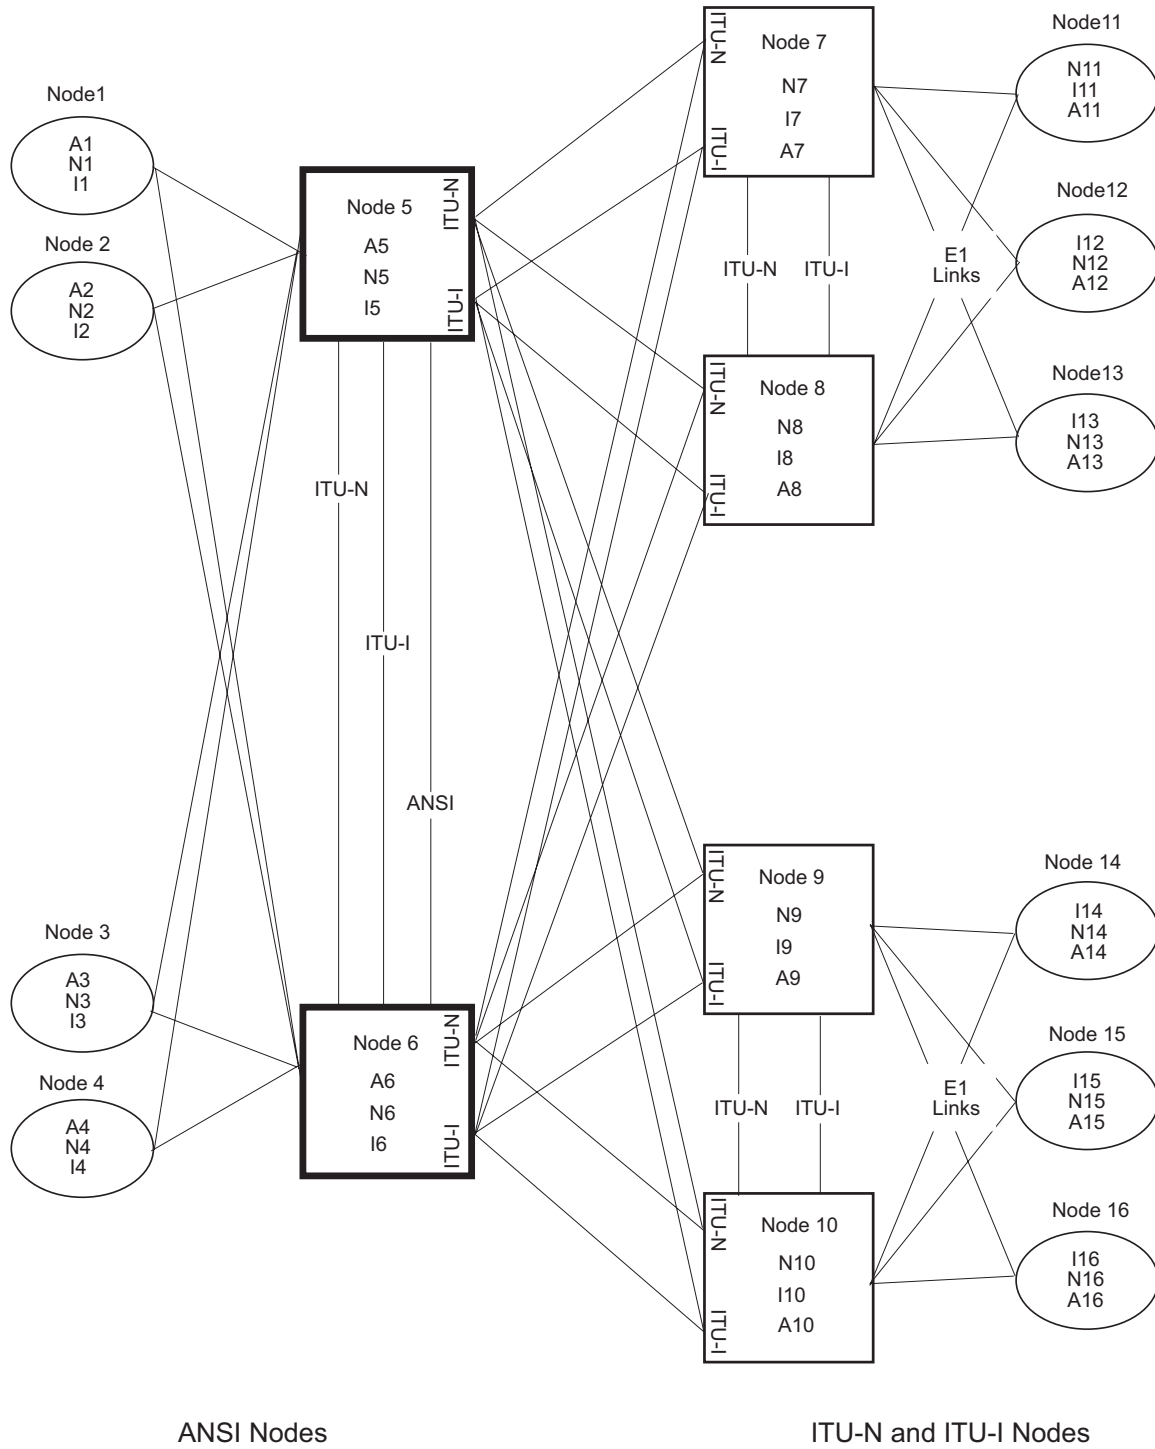 Node1
A1
N1
I1
Node 2
A2
N2
I2
Node 5
A5
N5
I5
ITU-N
ITU-I
ITU-N
ITU-I
ANSI
Node 3
A3
N3
I3
Node 4
A4
N4
I4
Node 6
A6
N6
I6
ITU-N
ITU-I
ITU-N
ITU-I
Node 7
N7
I7
A7
ITU-N
ITU-I
ITU-N
ITU-I
Node 8
N8
I8
A8
Node11
N11
I11
A11
Node12
I12
N12
A12
E1
Links
Node13
I13
N13
A13
ITU-N
ITU-I
Node 9
N9
I9
A9
ITU-N
ITU-I
ITU-N
ITU-I
Node 10
N10
I10
A10
Node 14
I14
N14
A14
Node 15
I15
N15
A15
E1
Links
Node 16
I16
N16
A16
ANSI Nodes
ITU-N and ITU-I Nodes